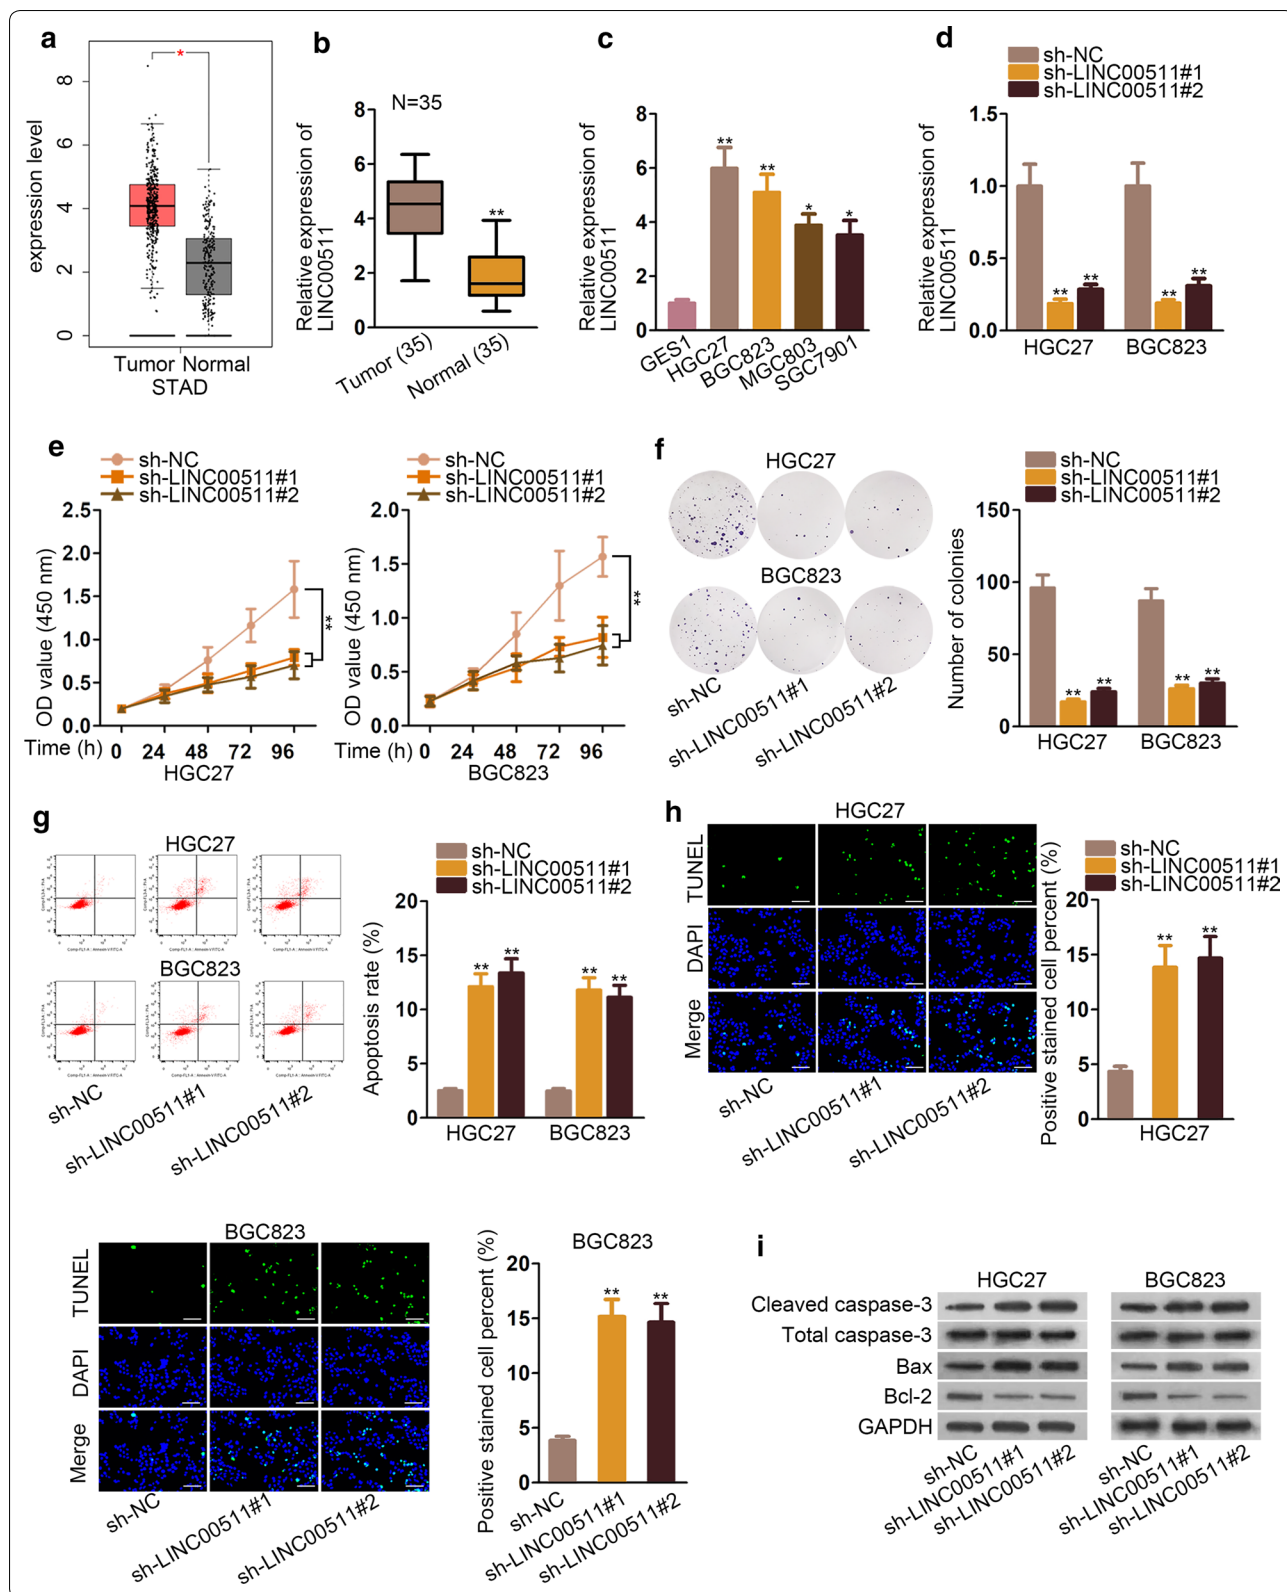 a
expression level
8
6
4
2
0
*
Tumor Normal
STAD
b
Relative expression of
LINC00511
N=35
8
6
4
2
0
**
Tumor (35)
Normal (35)
c
Relative expression of
LINC00511
8
6
4
2
0
**
**
*
*
GES1
HGC27
BGC823
MGC803
SGC7901
d
sh-NC
sh-LINC00511#1
sh-LINC00511#2
Relative expression of
LINC00511
1.5
1.0
0.5
0.0
**
**
**
**
HGC27
BGC823
e
sh-NC
sh-LINC00511#1
sh-LINC00511#2
OD value (450 nm)
2.5
2.0
1.5
1.0
0.5
0.0
**
Time (h) 0 24 48 72 96
HGC27
sh-NC
sh-LINC00511#1
sh-LINC00511#2
OD value (450 nm)
2.0
1.5
1.0
0.5
0.0
**
Time (h) 0 24 48 72 96
BGC823
f
HGC27
BGC823
sh-NC
sh-LINC00511#1
sh-LINC00511#2
sh-NC
sh-LINC00511#1
sh-LINC00511#2
Number of colonies
150
100
50
0
**
**
**
**
HGC27
BGC823
g
HGC27
BGC823
sh-NC
sh-LINC00511#1
sh-LINC00511#2
sh-NC
sh-LINC00511#1
sh-LINC00511#2
Apoptosis rate (%)
20
15
10
5
0
**
**
**
**
HGC27
BGC823
h
HGC27
TUNEL
DAPI
Merge
sh-NC
sh-LINC00511#1
sh-LINC00511#2
sh-NC
sh-LINC00511#1
sh-LINC00511#2
Positive stained cell percent (%)
20
15
10
5
0
**
**
HGC27
BGC823
TUNEL
DAPI
Merge
sh-NC
sh-LINC00511#1
sh-LINC00511#2
BGC823
Positive stained cell percent (%)
20
15
10
5
0
**
**
sh-NC
sh-LINC00511#1
sh-LINC00511#2
i
HGC27
BGC823
Cleaved caspase-3
Total caspase-3
Bax
Bcl-2
GAPDH
sh-NC
sh-LINC00511#1
sh-LINC00511#2
sh-NC
sh-LINC00511#1
sh-LINC00511#2